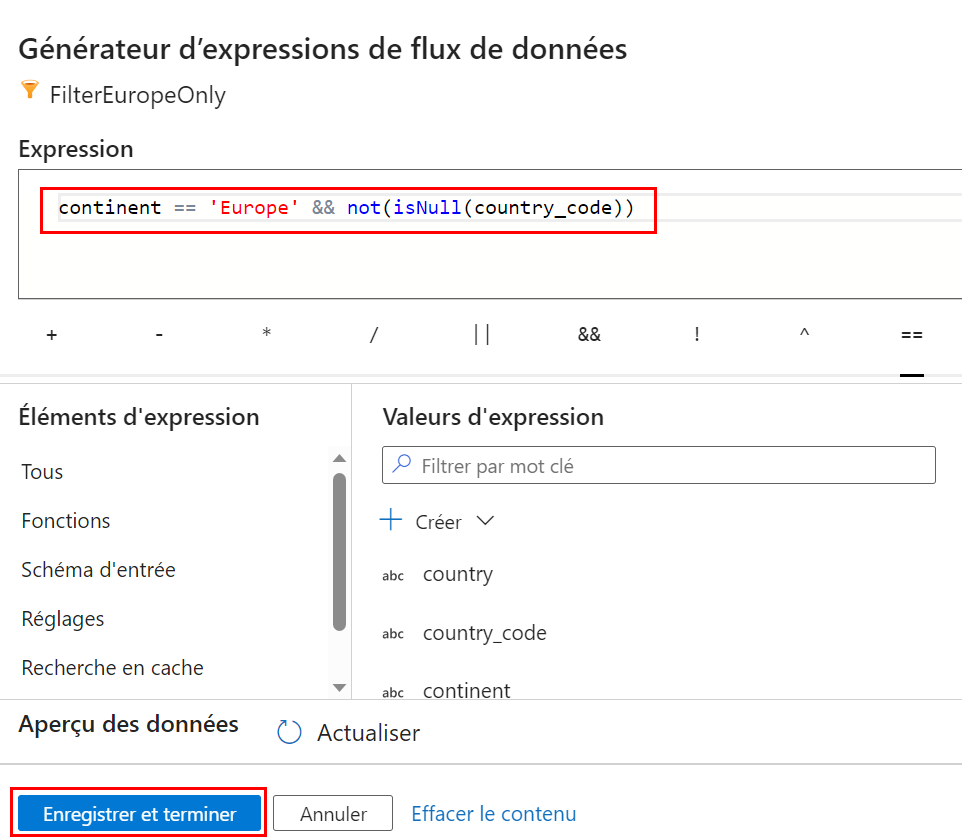 Générateur d’expressions de flux de données
FilterEuropeOnly
Expression
continent == 'Europe' && not(isNull(country_code))
+ - * / || && ! ^ ==
Éléments d'expression
Tous
Fonctions
Schéma d'entrée
Réglages
Recherche en cache
Valeurs d'expression
Filtrer par mot clé
Créer
abc country
abc country_code
abc continent
Aperçu des données Actualiser
Enregistrer et terminer Annuler Effacer le contenu